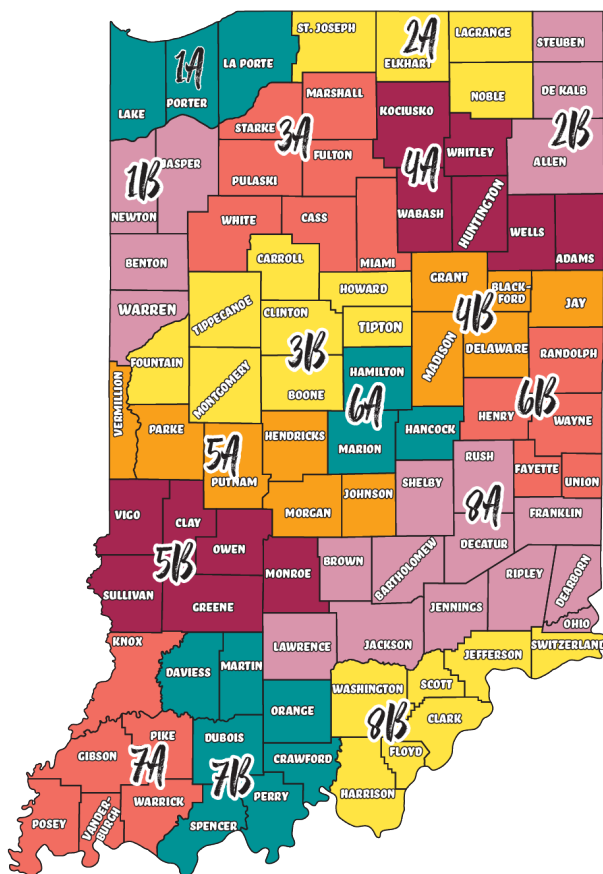 ST. JOSEPH
2A
LAGRANGE
STEUBEN
1A
LA PORTE
ELKHART
LAKE
PORTER
MARSHALL
NOBLE
DE KALB
KOCIUSKO
STARKE
3A
2B
WHITLEY
JASPER
FULTON
4A
ALLEN
1B
PULASKI
NEWTON
WHITE
CASS
WABASH
HUNTINGTON
WELLS
ADAMS
BENTON
CARROLL
MIAMI
GRANT
HOWARD
BLACK-
FORD
JAY
WARREN
TIPPECANOE
CLINTON
4B
TIPTON
MADISON
DELAWARE
RANDOLPH
3B
FOUNTAIN
HAMILTON
MONTGOMERY
BOONE
6A
6B
VERMILLION
PARKE
HENRY
WAYNE
HENDRICKS
HANCOCK
5A
MARION
RUSH
FAYETTE
UNION
PUTNAM
SHELBY
JOHNSON
8A
FRANKLIN
MORGAN
VIGO
CLAY
OWEN
DECATUR
5B
BROWN
BARTHOLOMEW
RIPLEY
DEARBORN
SULLIVAN
MONROE
GREENE
JENNINGS
OHIO
KNOX
LAWRENCE
JACKSON
JEFFERSON
SWITZERLAND
DAVIESS
MARTIN
WASHINGTON
SCOTT
ORANGE
CLARK
PIKE
DUBOIS
8B
GIBSON
FLOYD
7A
CRAWFORD
7B
HARRISON
POSEY
VANDER-
BURGH
WARRICK
PERRY
SPENCER